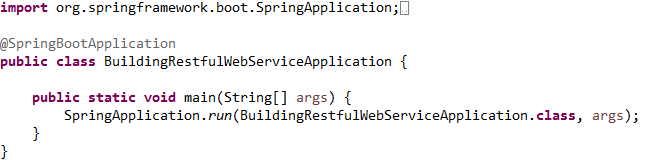 import org.springframework.boot.SpringApplication;
@SpringBootApplication
public class BuildingRestfulWebServiceApplication {
public static void main(String[] args) {
SpringApplication.run(BuildingRestfulWebServiceApplication.class, args);
}
}